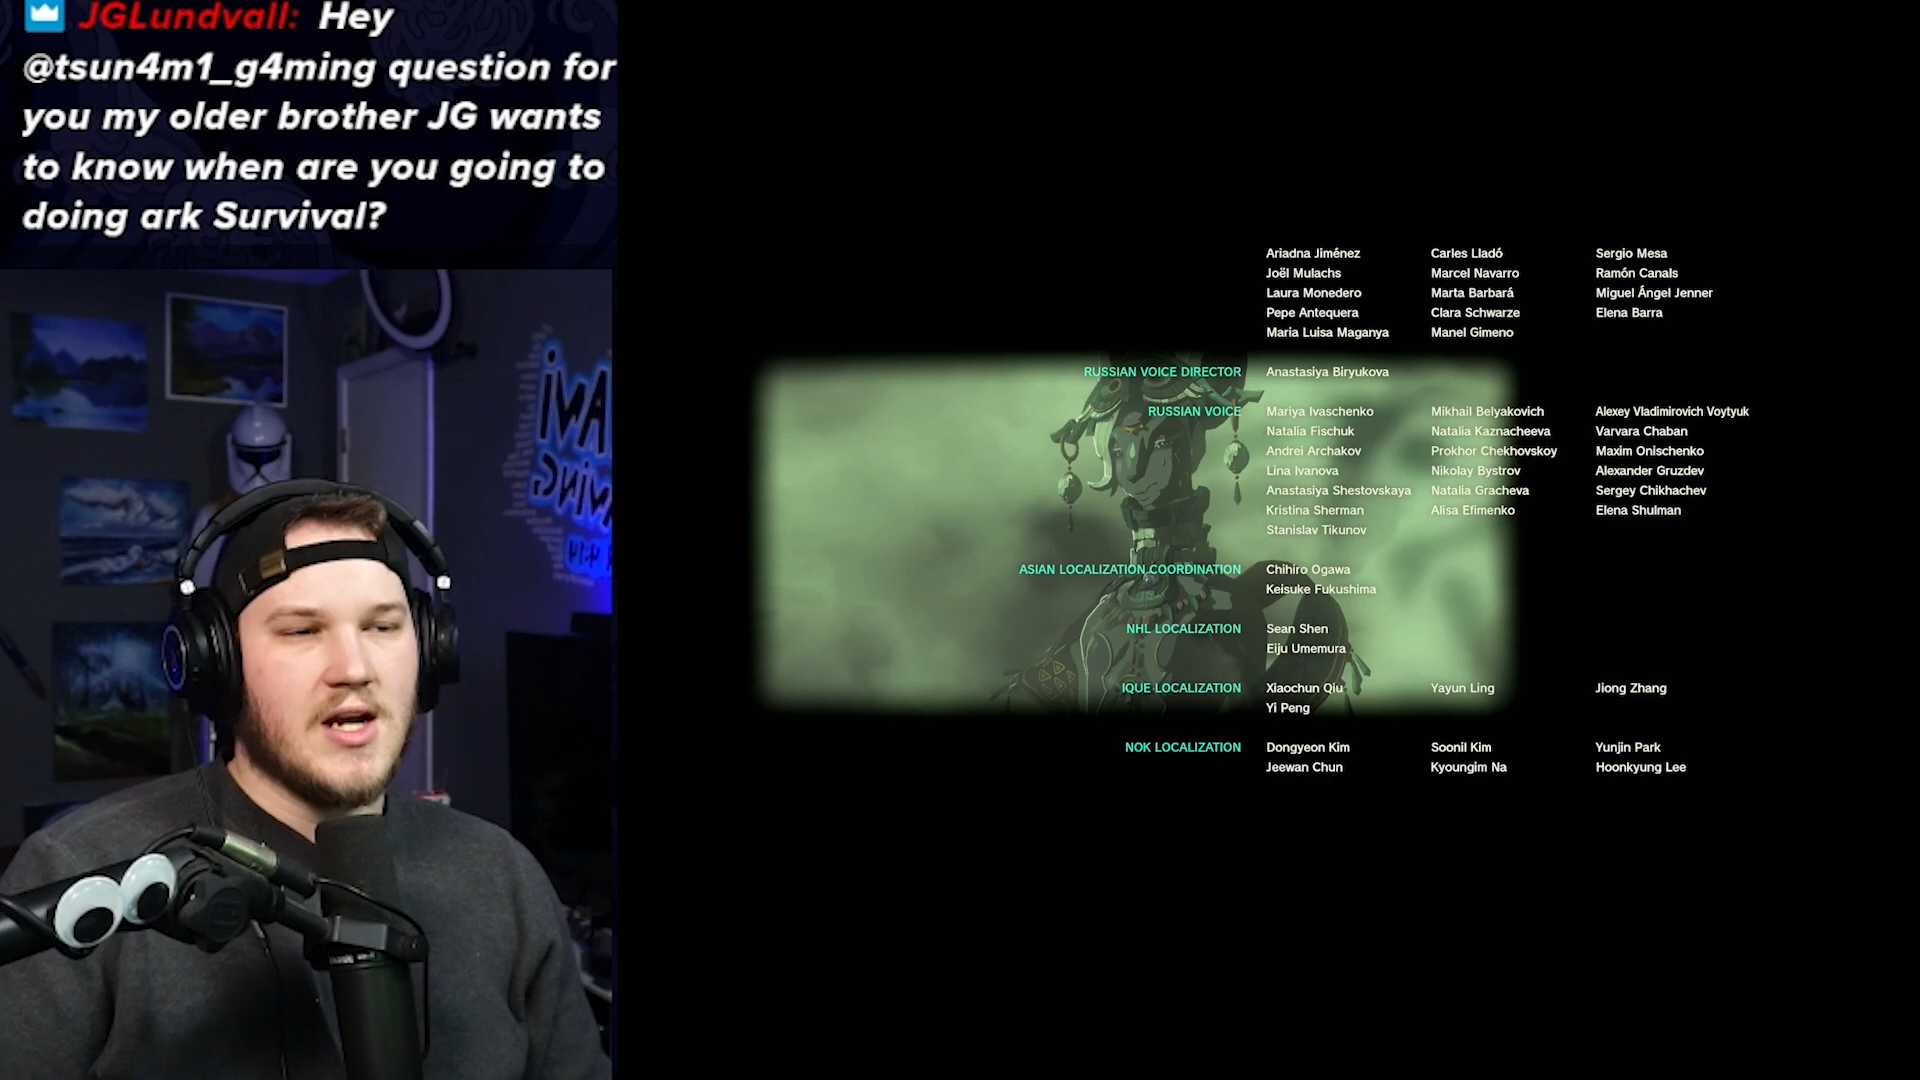 JGLundvall: Hey
@tsun4m1_g4ming question for
you my older brother JG wants
to know when are you going to
doing ark Survival?
Ariadna Jiménez Carles Lladó Sergio Mesa
Joël Mulachs Marcel Navarro Ramón Canals
Laura Monedero Marta Barbará Miguel Ángel Jenner
Pepe Antequera Clara Schwarze Elena Barra
Maria Luisa Maganya Manel Gimeno
RUSSIAN VOICE DIRECTOR Anastasiya Biryukova
RUSSIAN VOICE Mariya Ivaschenko Mikhail Belyakovich Alexey Vladimirovich Voytyuk
Natalia Fischuk Natalia Kaznacheeva Varvara Chaban
Andrei Archakov Prokhor Chekhovskoy Maxim Onischenko
Lina Ivanova Nikolay Bystrov Alexander Gruzdev
Anastasiya Shestovskaya Natalia Gracheva Sergey Chikhachev
Kristina Sherman Alisa Efimenko Elena Shulman
Stanislav Tikunov
ASIAN LOCALIZATION COORDINATION Chihiro Ogawa
Keisuke Fukushima
NHL LOCALIZATION Sean Shen
Eiju Umemura
IQUE LOCALIZATION Xiaochun Qiu Yayun Ling Jiong Zhang
Yi Peng
NOK LOCALIZATION Dongyeon Kim Soonil Kim Yunjin Park
Jeewan Chun Kyoungim Na Hoonkyung Lee